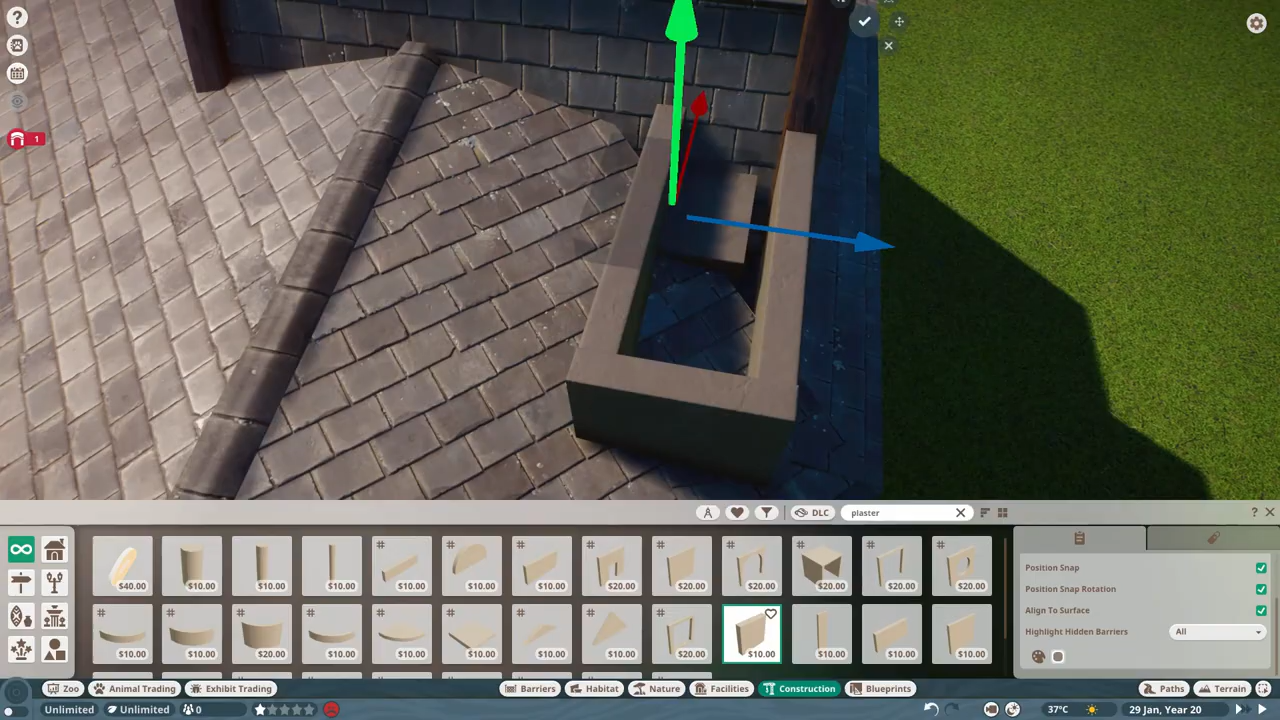 ?
1
DLC
plaster
?
$40.00 $10.00 $10.00 $10.00 $10.00 $10.00 $10.00 $20.00 $10.00 $20.00 $20.00 $20.00 $20.00
$10.00 $10.00 $20.00 $10.00 $10.00 $10.00 $10.00 $10.00 $20.00 $10.00 $10.00 $10.00 $10.00
Position Snap
Position Snap Rotation
Align To Surface
Highlight Hidden Barriers All
Zoo Animal Trading Exhibit Trading Barriers Habitat Nature Facilities Construction Blueprints Paths Terrain
Unlimited Unlimited 0 37°C 29 Jan, Year 20